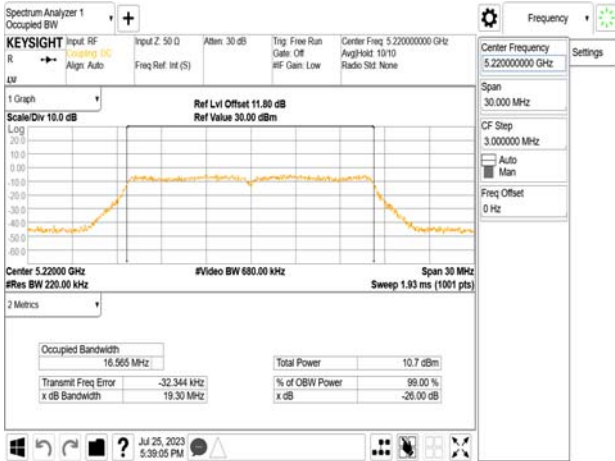 Spectrum Analyzer 1
Occupied BW
+
Frequency
KEYSIGHT
R
LW
Input: RF
Coupling: DC
Align: Auto
Input Z: 50 Ω
Freq Ref: Int (S)
Atten: 30 dB
Trig: Free Run
Gate: Off
#IF Gain: Low
Center Freq: 5.220000000 GHz
Avg|Hold: 10/10
Radio Std: None
Center Frequency
5.220000000 GHz
Settings
Span
30.000 MHz
CF Step
3.000000 MHz
Auto
Man
Freq Offset
0 Hz
1 Graph
Scale/Div 10.0 dB
Ref Lvl Offset 11.80 dB
Ref Value 30.00 dBm
Log
20.0
10.0
0.00
-10.0
-20.0
-30.0
-40.0
-50.0
-60.0
Center 5.22000 GHz
#Res BW 220.00 kHz
#Video BW 680.00 kHz
Span 30 MHz
Sweep 1.93 ms (1001 pts)
2 Metrics
Occupied Bandwidth
16.565 MHz
Transmit Freq Error -32.344 kHz
x dB Bandwidth 19.30 MHz
Total Power 10.7 dBm
% of OBW Power 99.00 %
x dB -26.00 dB
?
Jul 25, 2023
5:39:05 PM